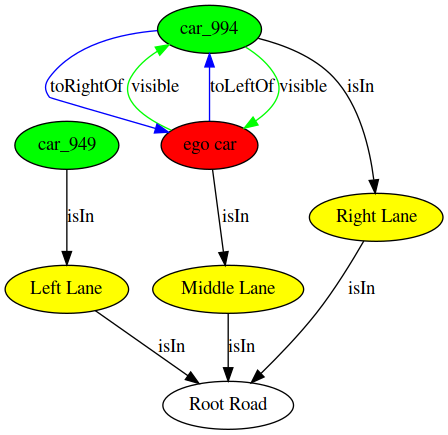 car_994
toRightOf
visible
toLeftOf
visible
isIn
car_949
ego car
isIn
isIn
Right Lane
Left Lane
Middle Lane
isIn
isIn
isIn
Root Road